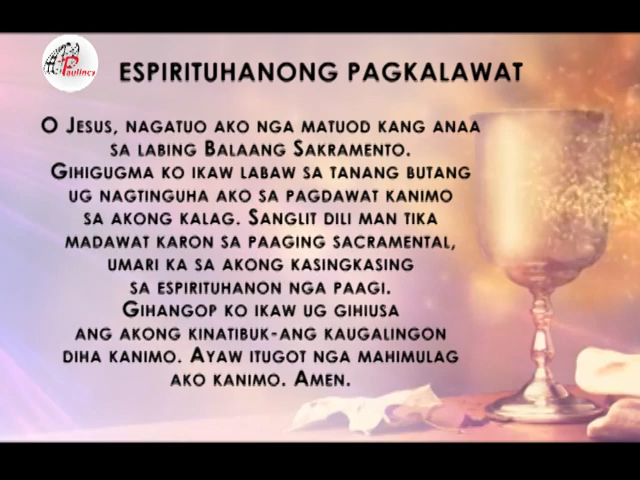 Paulines
ESPIRITUHANONG PAGKALAWAT
O JESUS, NAGATUO AKO NGA MATUOD KANG ANAA
SA LABING BALAANG SAKRAMENTO.
GIHIGUGMA KO IKAW LABAW SA TANANG BUTANG
UG NAGTINGUHA AKO SA PAGDAWAT KANIMO
SA AKONG KALAG. SANGLIT DILI MAN TIKA
MADAWAT KARON SA PAAGING SACRAMENTAL,
UMARI KA SA AKONG KASINGKASING
SA ESPIRITUHANON NGA PAAGI.
GIHANGOP KO IKAW UG GIHIUSA
ANG AKONG KINATIBUK-ANG KAUGALINGON
DIHA KANIMO. AYAW ITUGOT NGA MAHIMULAG
AKO KANIMO. AMEN.